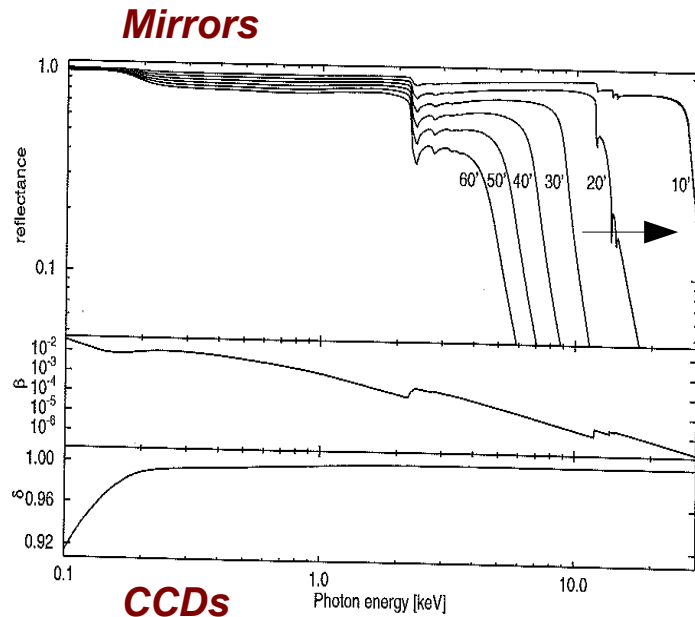 Mirrors
1.0
reflectance
0.1
60' 50' 40' 30' 20' 10'
10-2
10-3
10-4
10-5
10-6
β
1.00
0.96
0.92
δ
0.1 1.0 10.0
Photon energy [keV]
CCDs